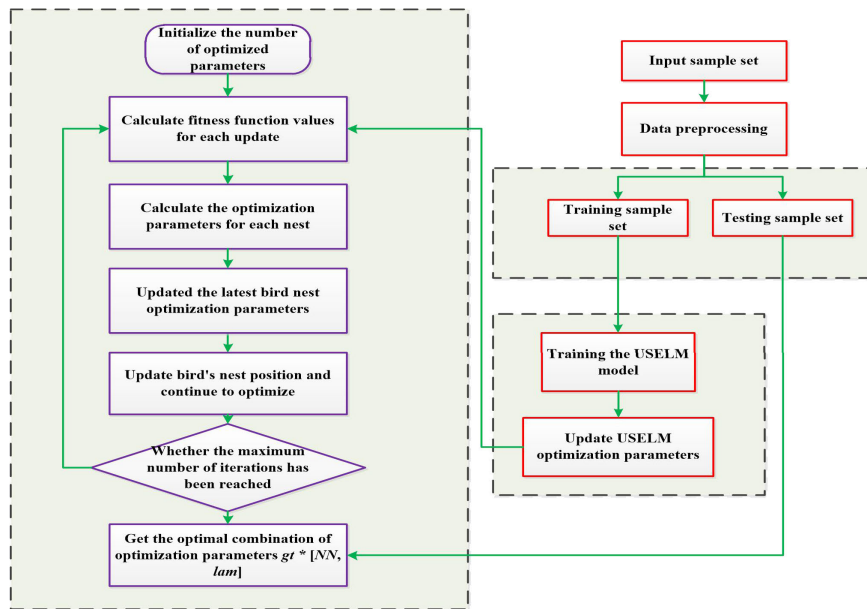 Initialize the number
of optimized
parameters
Calculate fitness function values
for each update
Calculate the optimization
parameters for each nest
Updated the latest bird nest
optimization parameters
Update bird's nest position and
continue to optimize
Whether the maximum
number of iterations has
been reached
Get the optimal combination of
optimization parameters gt * [NN,
lam]
Input sample set
Data preprocessing
Training sample
set
Testing sample set
Training the USELM
model
Update USELM
optimization parameters